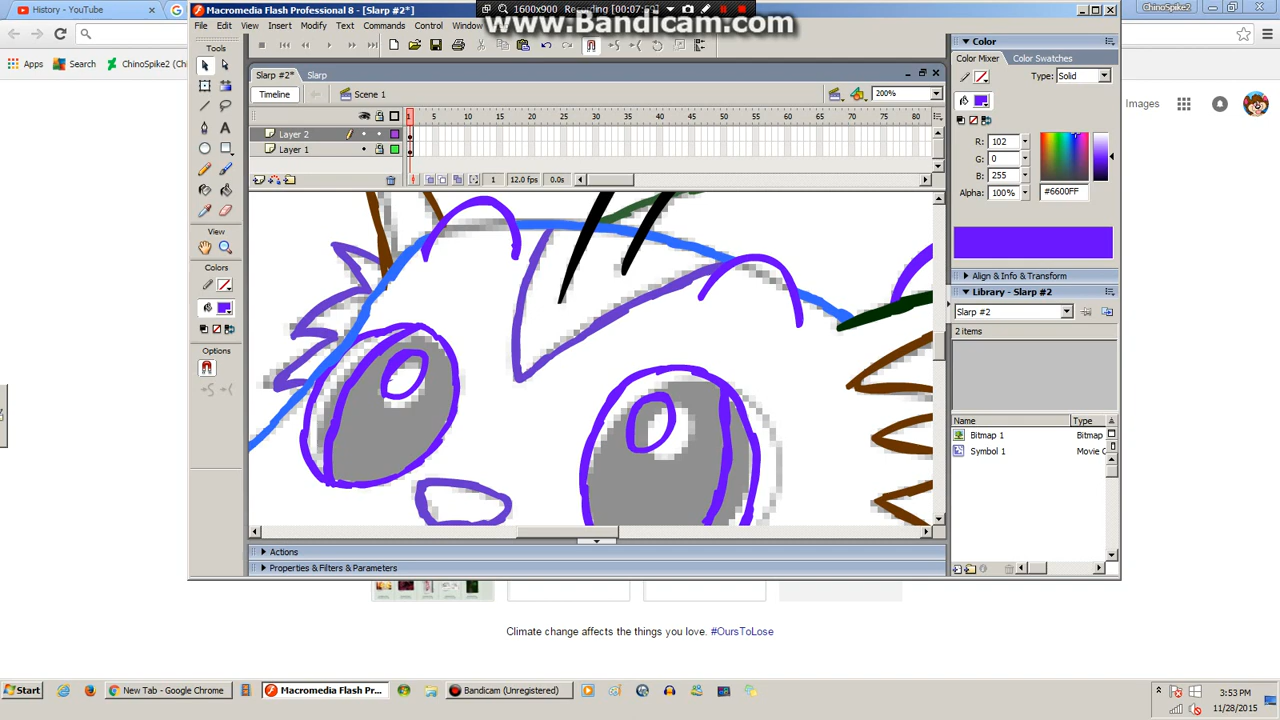 History - YouTube
Macromedia Flash Professional 8 - [Slarp #2*]
1600x900 Recording [00:07:
www.Bandicam.com
ChinoSpike2
File Edit View Insert Modify Text Commands Control Window
Apps Search
Images
Tools
View
Colors
Options
Slarp #2* Slarp
Timeline Scene 1 200%
1 5 10 15 20 25 30 35 40 45 50 55 60 65 70 75 80
Layer 2
Layer 1
1 12.0 fps 0.0s
Color
Color Mixer Color Swatches
Type: Solid
R: 102
G: 0
B: 255
Alpha: 100% #6600FF
Align & Info & Transform
Library - Slarp #2
Slarp #2
2 items
Name Type
Bitmap 1 Bitmap
Symbol 1 Movie C
Actions
Properties & Filters & Parameters
Climate change affects the things you love. #OursToLose
Start New Tab - Google Chrome Macromedia Flash Pr... Bandicam (Unregistered)
3:53 PM
11/28/2015